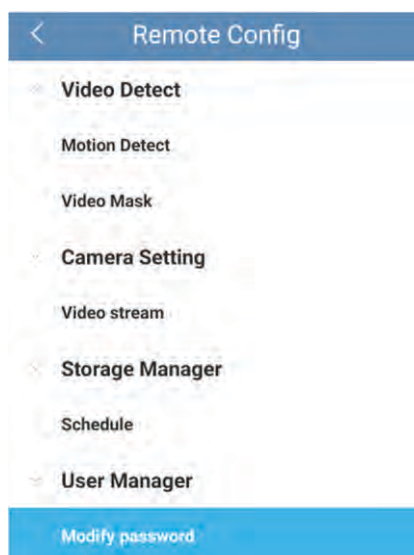 Remote Config
Video Detect
Motion Detect
Video Mask
Camera Setting
Video stream
Storage Manager
Schedule
User Manager
Modify password